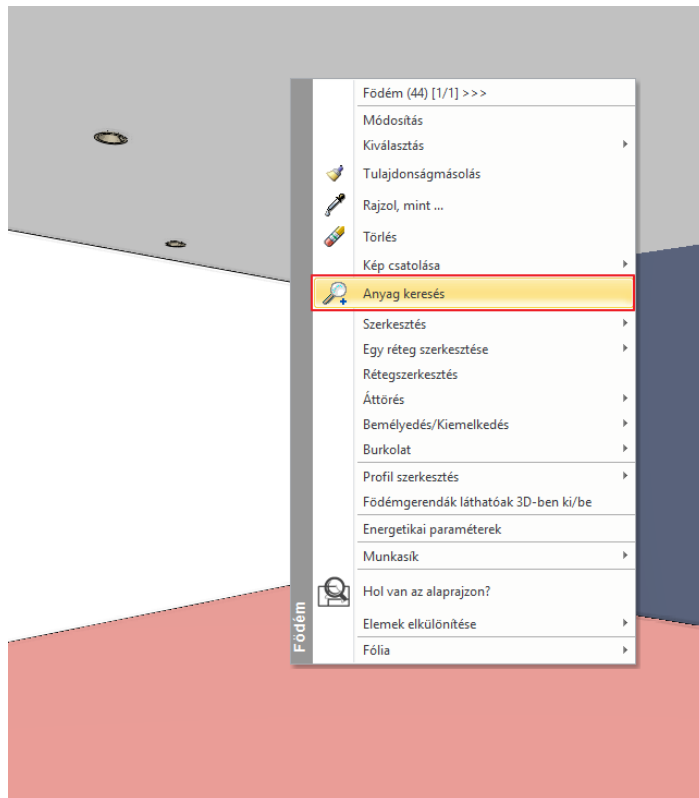 Födém (44) [1/1] >>>
Módosítás
Kiválasztás
Tulajdonságmásolás
Rajzol, mint ...
Törlés
Kép csatolása
Anyag keresés
Szerkesztés
Egy réteg szerkesztése
Rétegszerkesztés
Áttörés
Bemélyedés/Kiemelkedés
Burkolat
Profil szerkesztés
Födémgerendák láthatóak 3D-ben ki/be
Energetikai paraméterek
Munkasík
Hol van az alaprajzon?
Elemek elkülönítése
Fólia
Födém